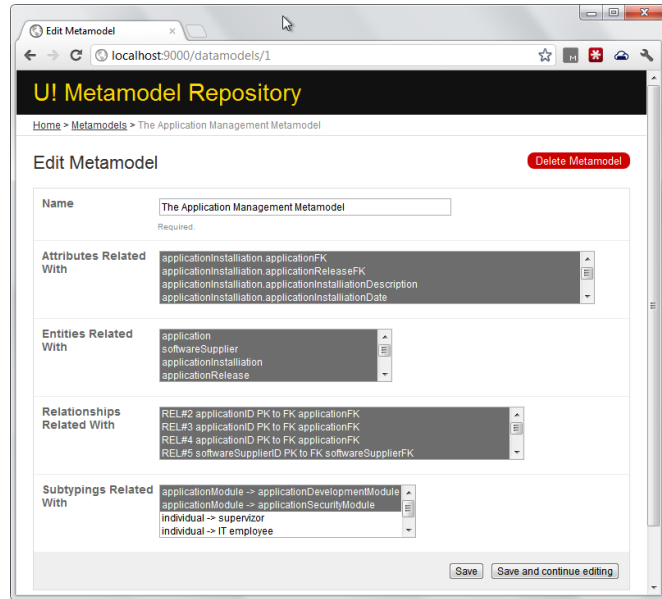 Edit Metamodel
localhost:9000/datamodels/1
U! Metamodel Repository
Home > Metamodels > The Application Management Metamodel
Edit Metamodel
Delete Metamodel
Name
The Application Management Metamodel
Required.
Attributes Related
With
applicationInstalliation.applicationFK
applicationInstalliation.applicationReleaseFK
applicationInstalliation.applicationInstalliationDescription
applicationInstalliation.applicationInstalliationDate
Entities Related
With
application
softwareSupplier
applicationInstalliation
applicationRelease
Relationships
Related With
REL#2 applicationID PK to FK applicationFK
REL#3 applicationID PK to FK applicationFK
REL#4 applicationID PK to FK applicationFK
REL#5 softwareSupplierID PK to FK softwareSupplierFK
Subtypings Related
With
applicationModule -> applicationDevelopmentModule
applicationModule -> applicationSecurityModule
individual -> supervizor
individual -> IT employee
Save
Save and continue editing